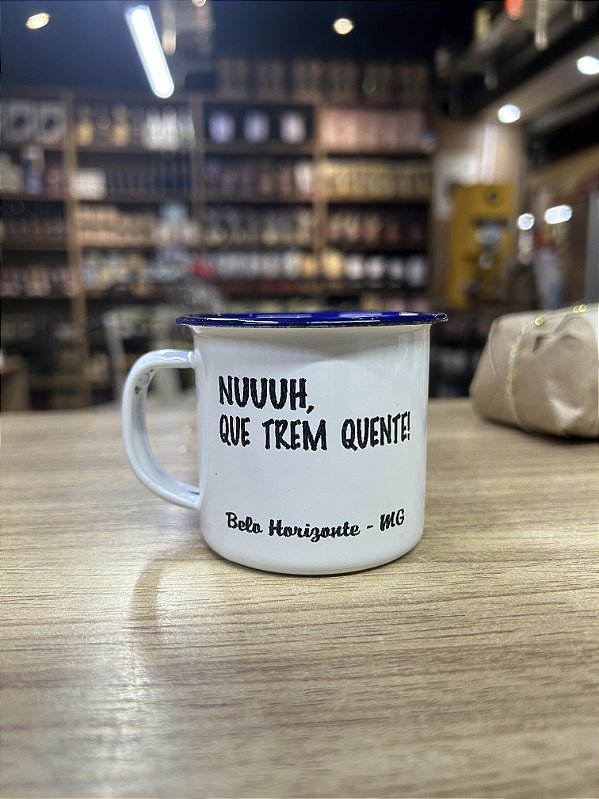 NUUUH,
QUE TREM QUENTE!
Belo Horizonte - MG